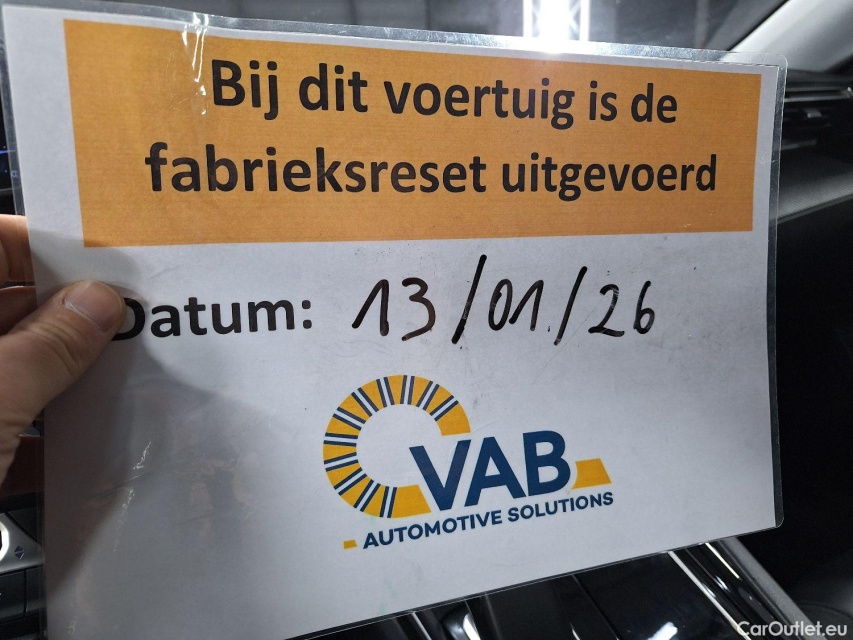 Bij dit voertuig is de
fabrieksreset uitgevoerd
Datum: 13/01/26
VAB
AUTOMOTIVE SOLUTIONS
CarOutlet.eu